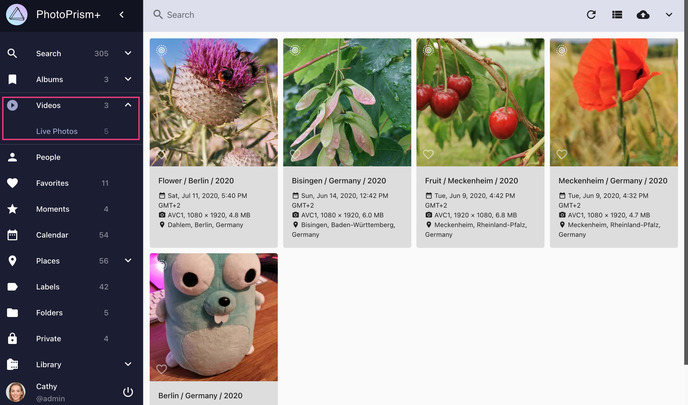 PhotoPrism+
Search 305
Albums 3
Videos 3
Live Photos 5
People
Favorites 11
Moments 4
Calendar 54
Places 56
Labels 42
Folders 5
Private 4
Library
Cathy
@admin
Search
Flower / Berlin / 2020
Sat, Jul 11, 2020, 5:40 PM
GMT+2
AVC1, 1080 × 1920, 4.8 MB
Dahlem, Berlin, Germany
Bisingen / Germany / 2020
Sun, Jun 14, 2020, 12:42 PM
GMT+2
AVC1, 1080 × 1920, 6.0 MB
Bisingen, Baden-Württemberg,
Germany
Fruit / Meckenheim / 2020
Tue, Jun 9, 2020, 4:42 PM
GMT+2
AVC1, 1920 × 1080, 6.8 MB
Meckenheim, Rheinland-Pfalz,
Germany
Meckenheim / Germany / 2020
Tue, Jun 9, 2020, 4:32 PM
GMT+2
AVC1, 1080 × 1920, 4.7 MB
Meckenheim, Rheinland-Pfalz,
Germany
Berlin / Germany / 2020